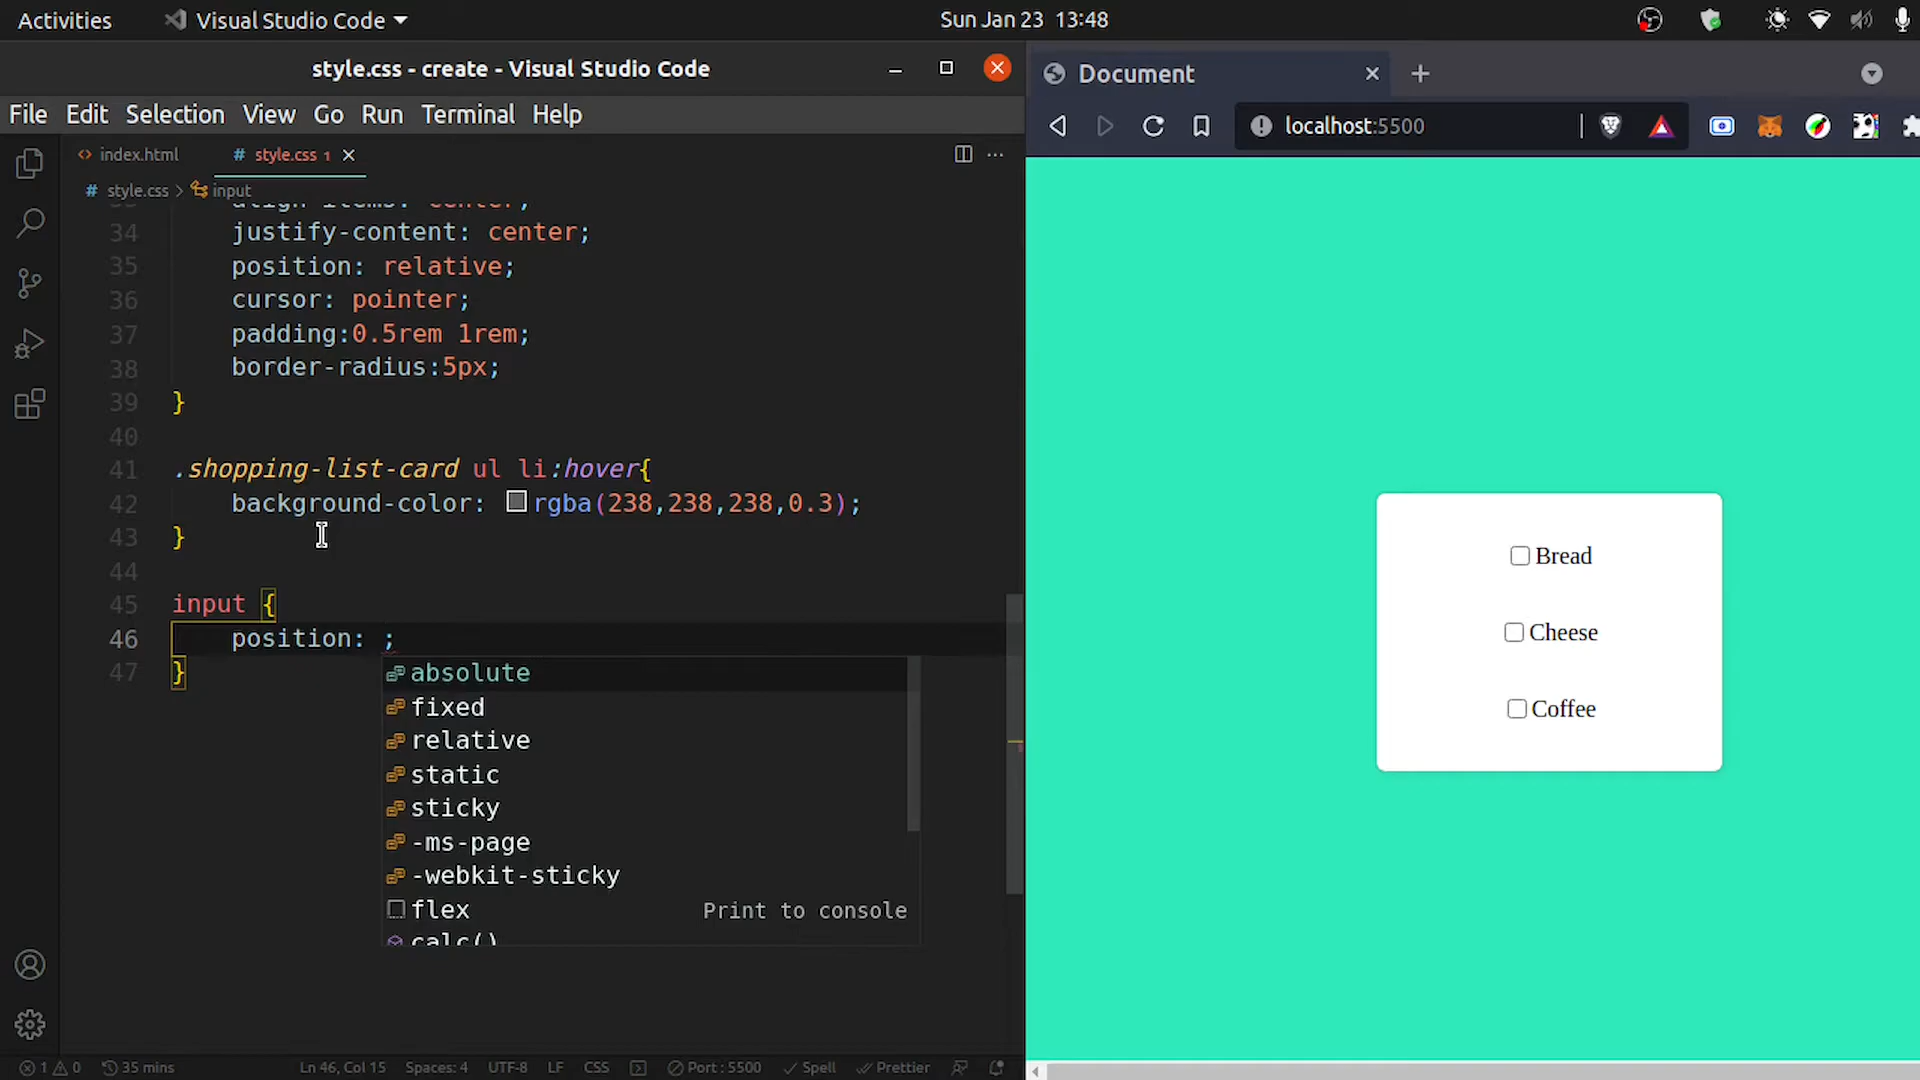 Activities
Visual Studio Code
Sun Jan 23 13:48
style.css - create - Visual Studio Code
File Edit Selection View Go Run Terminal Help
index.html
# style.css 1
# style.css > input
align-items: center;
34 justify-content: center;
35 position: relative;
36 cursor: pointer;
37 padding:0.5rem 1rem;
38 border-radius:5px;
39 }
40
41 .shopping-list-card ul li:hover{
42 background-color: rgba(238,238,238,0.3);
43 }
44
45 input {
46 position: ;
47 }
absolute
fixed
relative
static
sticky
-ms-page
-webkit-sticky
flex Print to console
calc()
1 0 35 mins Ln 46, Col 15 Spaces: 4 UTF-8 LF CSS Port : 5500 Spell Prettier
Document
localhost:5500
Bread
Cheese
Coffee